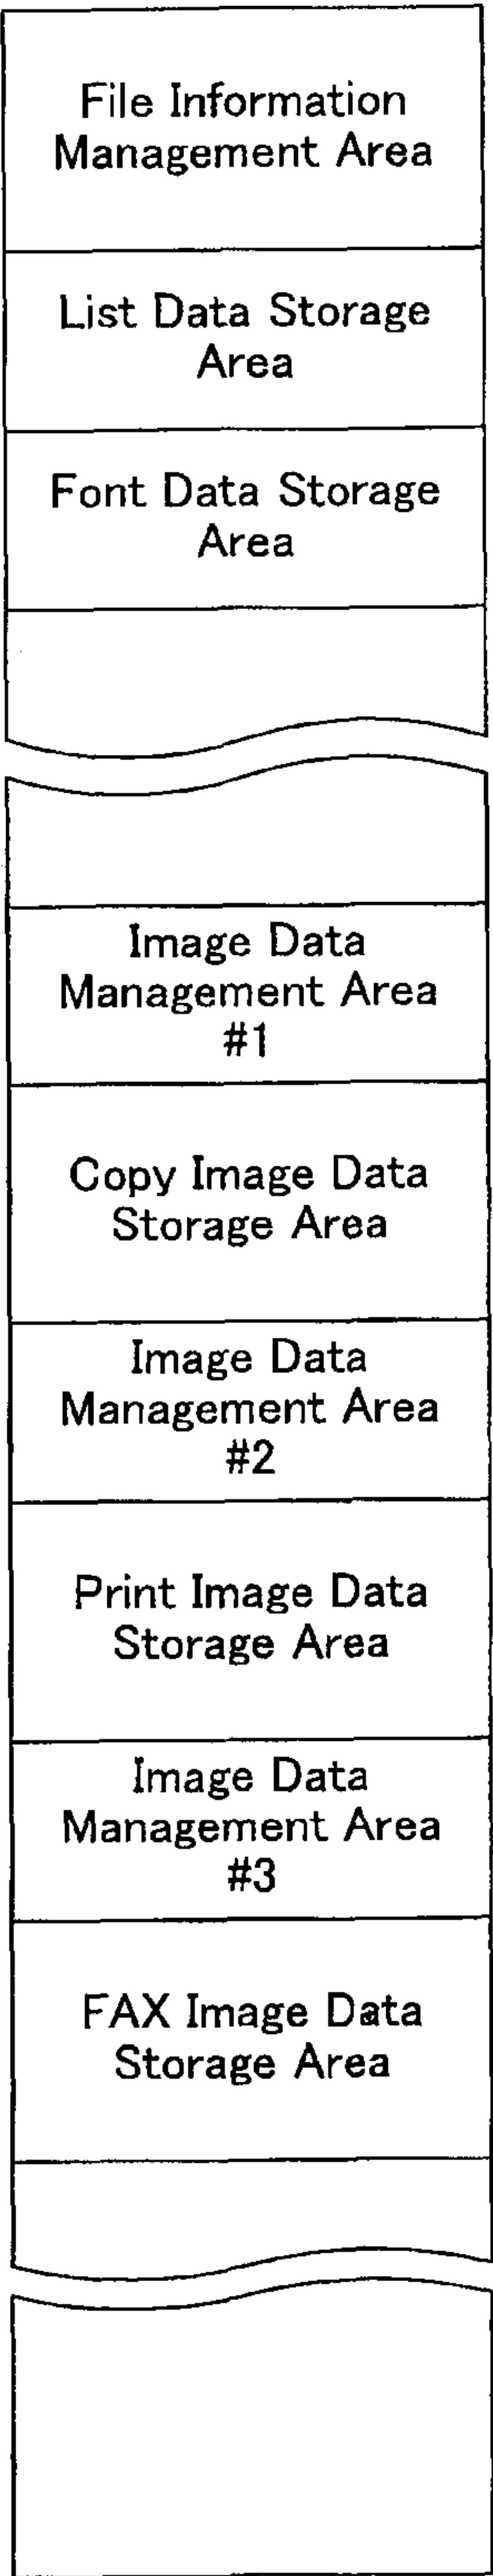 File Information
Management Area
List Data Storage
Area
Font Data Storage
Area
Image Data
Management Area
#1
Copy Image Data
Storage Area
Image Data
Management Area
#2
Print Image Data
Storage Area
Image Data
Management Area
#3
FAX Image Data
Storage Area